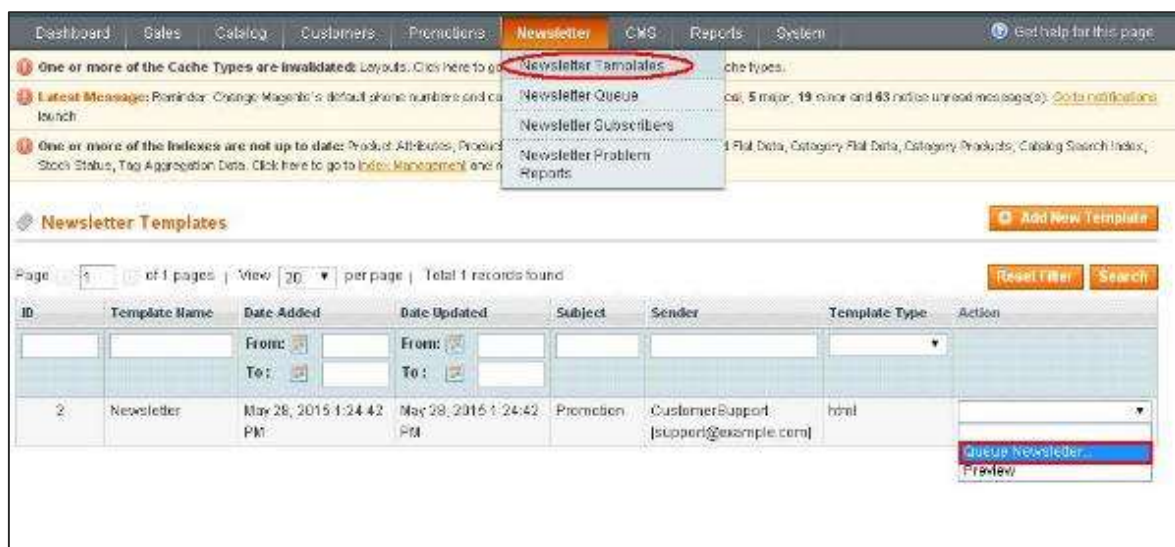 Dashboard Sales Catalog Customers Promotions Newsletter CMS Reports System Get help for this page
One or more of the Cache Types are invalidated: Layouts. Click here to go che types.
Newsletter Templates
Newsletter Queue
Newsletter Subscribers
Newsletter Problem
Reports
Latest Message: Reminder: Change Magento's default phone numbers and ca cal, 5 major, 19 minor and 63 notice unread message(s). Go to notifications
launch
One or more of the Indexes are not up to date: Product Attributes, Produc t Flat Data, Category Flat Data, Category Products, Catalog Search Index,
Stock Status, Tag Aggregation Data. Click here to go to Index Management and r
Newsletter Templates
Add New Template
Page 1 of 1 pages | View 20 per page | Total 1 records found
Reset Filter Search
ID Template Name Date Added Date Updated Subject Sender Template Type Action
From: From:
To : To :
2 Newsletter May 28, 2015 1:24:42 May 28, 2015 1:24:42 Promotion CustomerSupport html
PM PM [support@example.com]
Queue Newsletter...
Preview